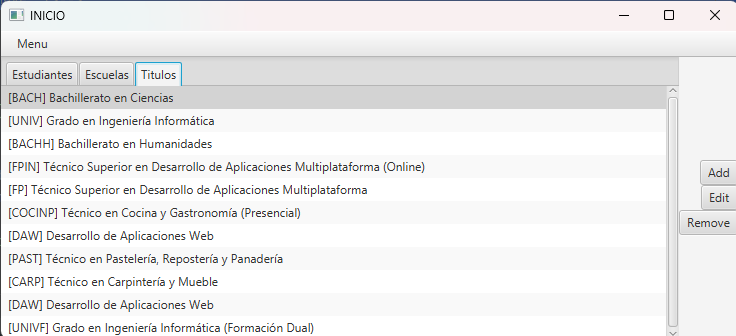 INICIO
Menu
Estudiantes Escuelas Titulos
[BACH] Bachillerato en Ciencias
[UNIV] Grado en Ingeniería Informática
[BACHH] Bachillerato en Humanidades
[FPIN] Técnico Superior en Desarrollo de Aplicaciones Multiplataforma (Online)
[FP] Técnico Superior en Desarrollo de Aplicaciones Multiplataforma
[COCINP] Técnico en Cocina y Gastronomía (Presencial)
[DAW] Desarrollo de Aplicaciones Web
[PAST] Técnico en Pastelería, Repostería y Panadería
[CARP] Técnico en Carpintería y Mueble
[DAW] Desarrollo de Aplicaciones Web
[UNIVF] Grado en Ingeniería Informática (Formación Dual)
Add
Edit
Remove